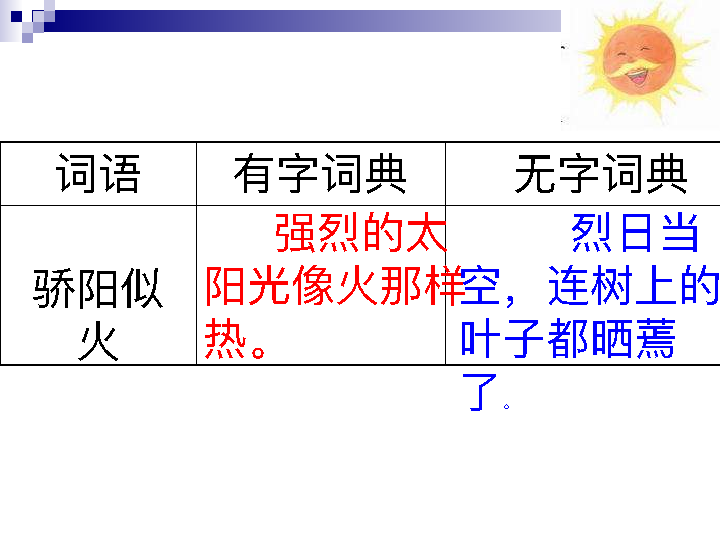 词语
有字词典
无字词典
骄阳似
火
强烈的太
阳光像火那样
热。
烈日当
空，连树上的
叶子都晒蔫
了。